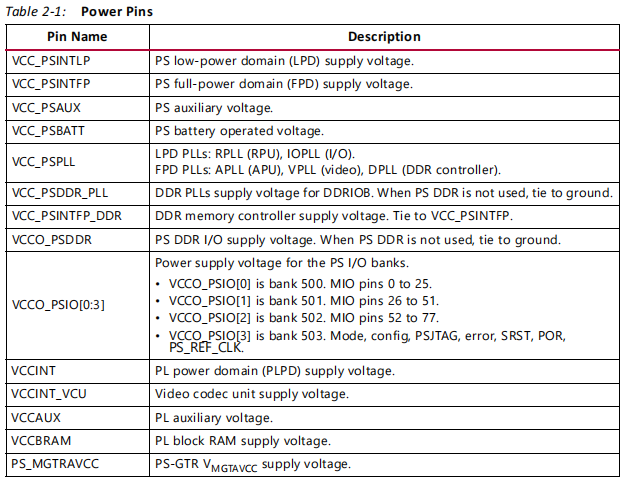 Table 2-1: Power Pins
Pin Name Description
VCC_PSINTLP PS low-power domain (LPD) supply voltage.
VCC_PSINTFP PS full-power domain (FPD) supply voltage.
VCC_PSAUX PS auxiliary voltage.
VCC_PSBATT PS battery operated voltage.
VCC_PSPLL LPD PLLs: RPLL (RPU), IOPLL (I/O).
FPD PLLs: APLL (APU), VPLL (video), DPLL (DDR controller).
VCC_PSDDR_PLL DDR PLLs supply voltage for DDRIOB. When PS DDR is not used, tie to ground.
VCC_PSINTFP_DDR DDR memory controller supply voltage. Tie to VCC_PSINTFP.
VCCO_PSDDR PS DDR I/O supply voltage. When PS DDR is not used, tie to ground.
VCCO_PSIO[0:3] Power supply voltage for the PS I/O banks.
• VCCO_PSIO[0] is bank 500. MIO pins 0 to 25.
• VCCO_PSIO[1] is bank 501. MIO pins 26 to 51.
• VCCO_PSIO[2] is bank 502. MIO pins 52 to 77.
• VCCO_PSIO[3] is bank 503. Mode, config, PSJTAG, error, SRST, POR,
PS_REF_CLK.
VCCINT PL power domain (PLPD) supply voltage.
VCCINT_VCU Video codec unit supply voltage.
VCCAUX PL auxiliary voltage.
VCCBRAM PL block RAM supply voltage.
PS_MGTRAVCC PS-GTR VMGTAVCC supply voltage.